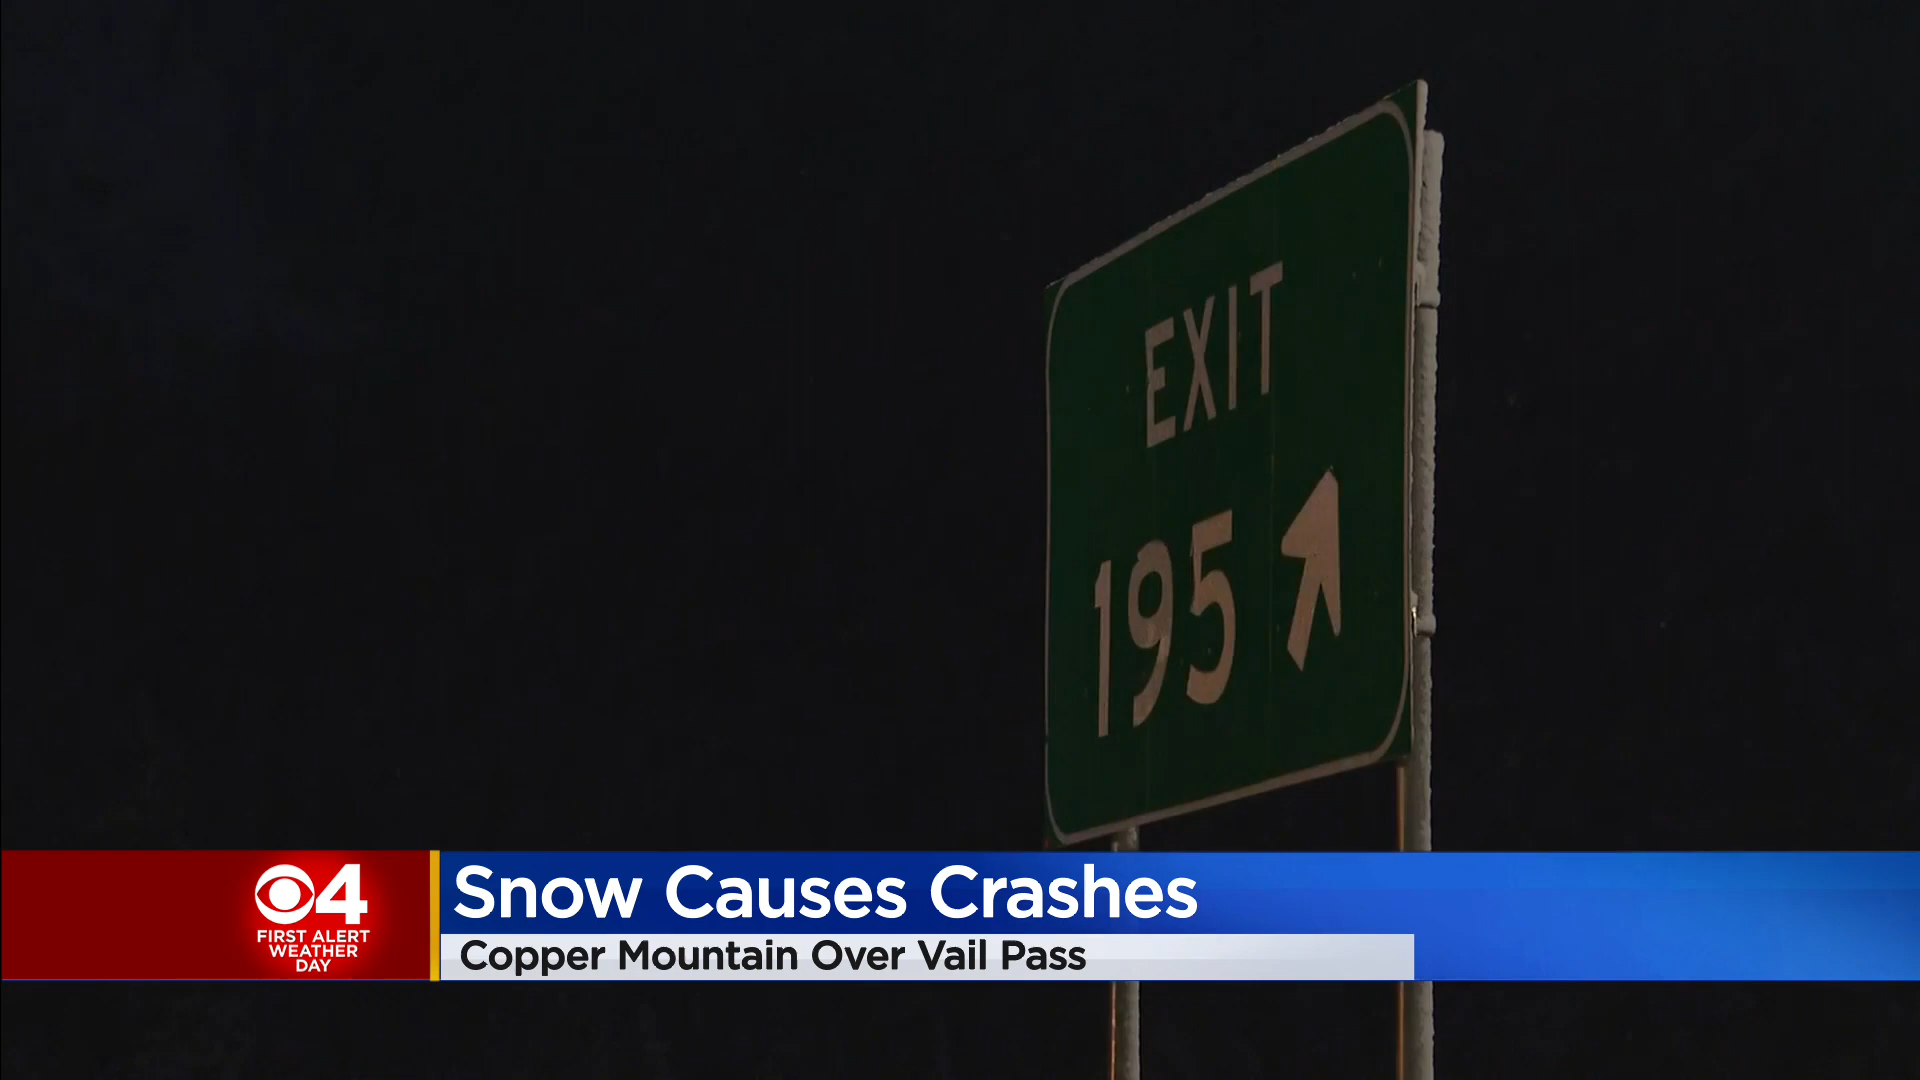 EXIT
195
4
FIRST ALERT
WEATHER
DAY
Snow Causes Crashes
Copper Mountain Over Vail Pass